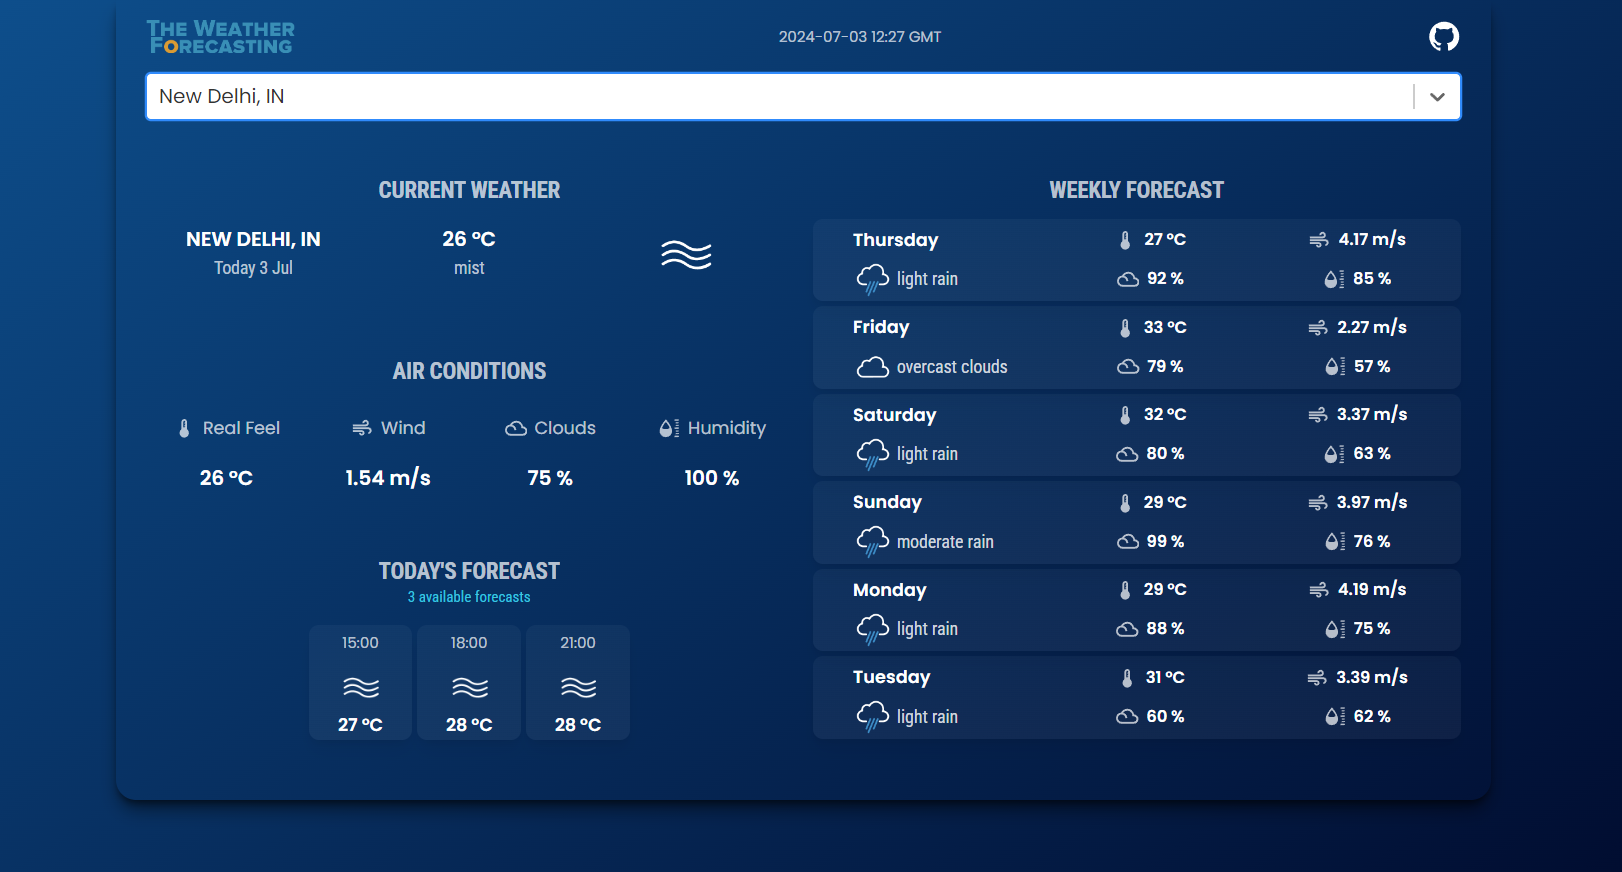 The Weather
Forecasting
2024-07-03 12:27 GMT
New Delhi, IN
CURRENT WEATHER
NEW DELHI, IN
Today 3 Jul
26 °C
mist
AIR CONDITIONS
Real Feel
26 °C
Wind
1.54 m/s
Clouds
75 %
Humidity
100 %
TODAY'S FORECAST
3 available forecasts
15:00
27 °C
18:00
28 °C
21:00
28 °C
WEEKLY FORECAST
Thursday
27 °C
4.17 m/s
light rain
92 %
85 %
Friday
33 °C
2.27 m/s
overcast clouds
79 %
57 %
Saturday
32 °C
3.37 m/s
light rain
80 %
63 %
Sunday
29 °C
3.97 m/s
moderate rain
99 %
76 %
Monday
29 °C
4.19 m/s
light rain
88 %
75 %
Tuesday
31 °C
3.39 m/s
light rain
60 %
62 %